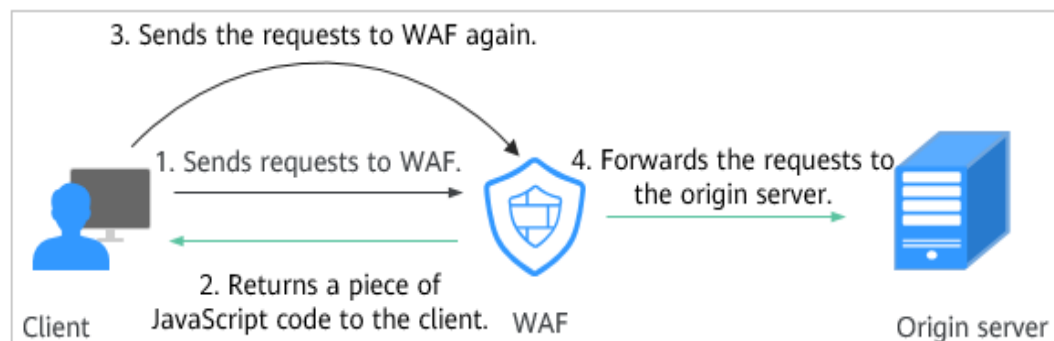 3. Sends the requests to WAF again.
1. Sends requests to WAF.
4. Forwards the requests to
the origin server.
2. Returns a piece of
JavaScript code to the client.
Client
WAF
Origin server